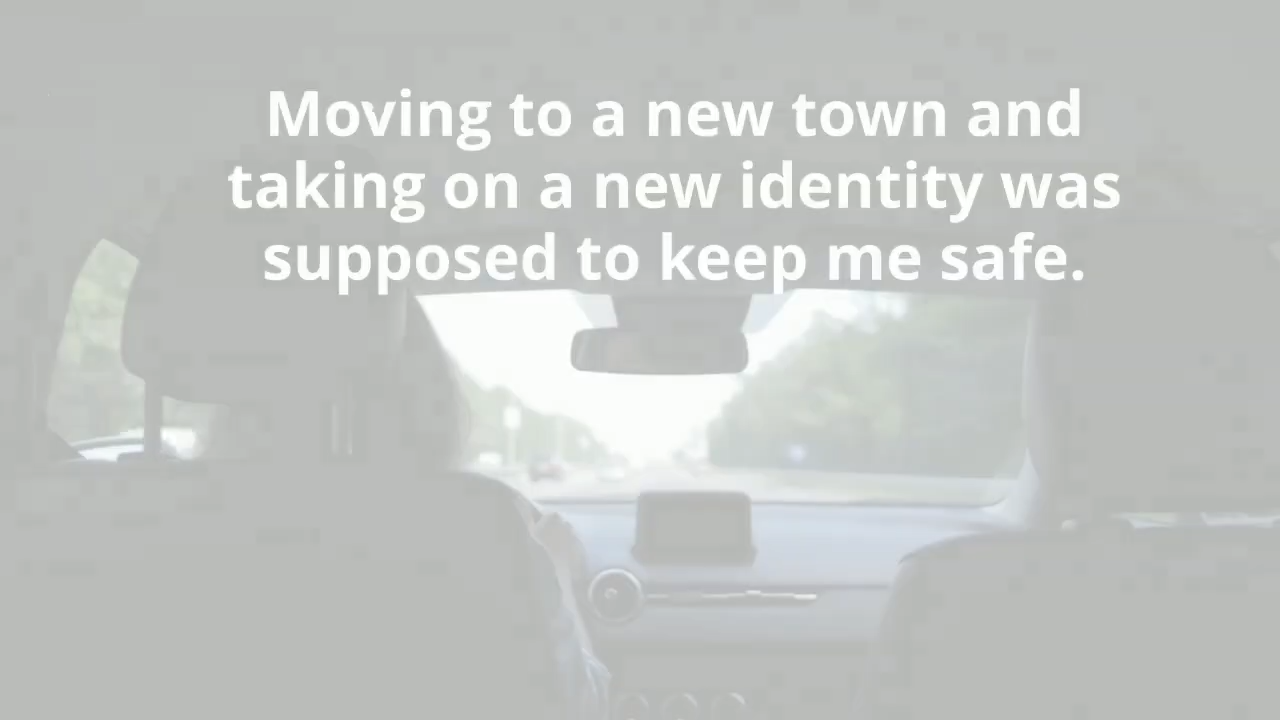 Moving to a new town and
taking on a new identity was
supposed to keep me safe.